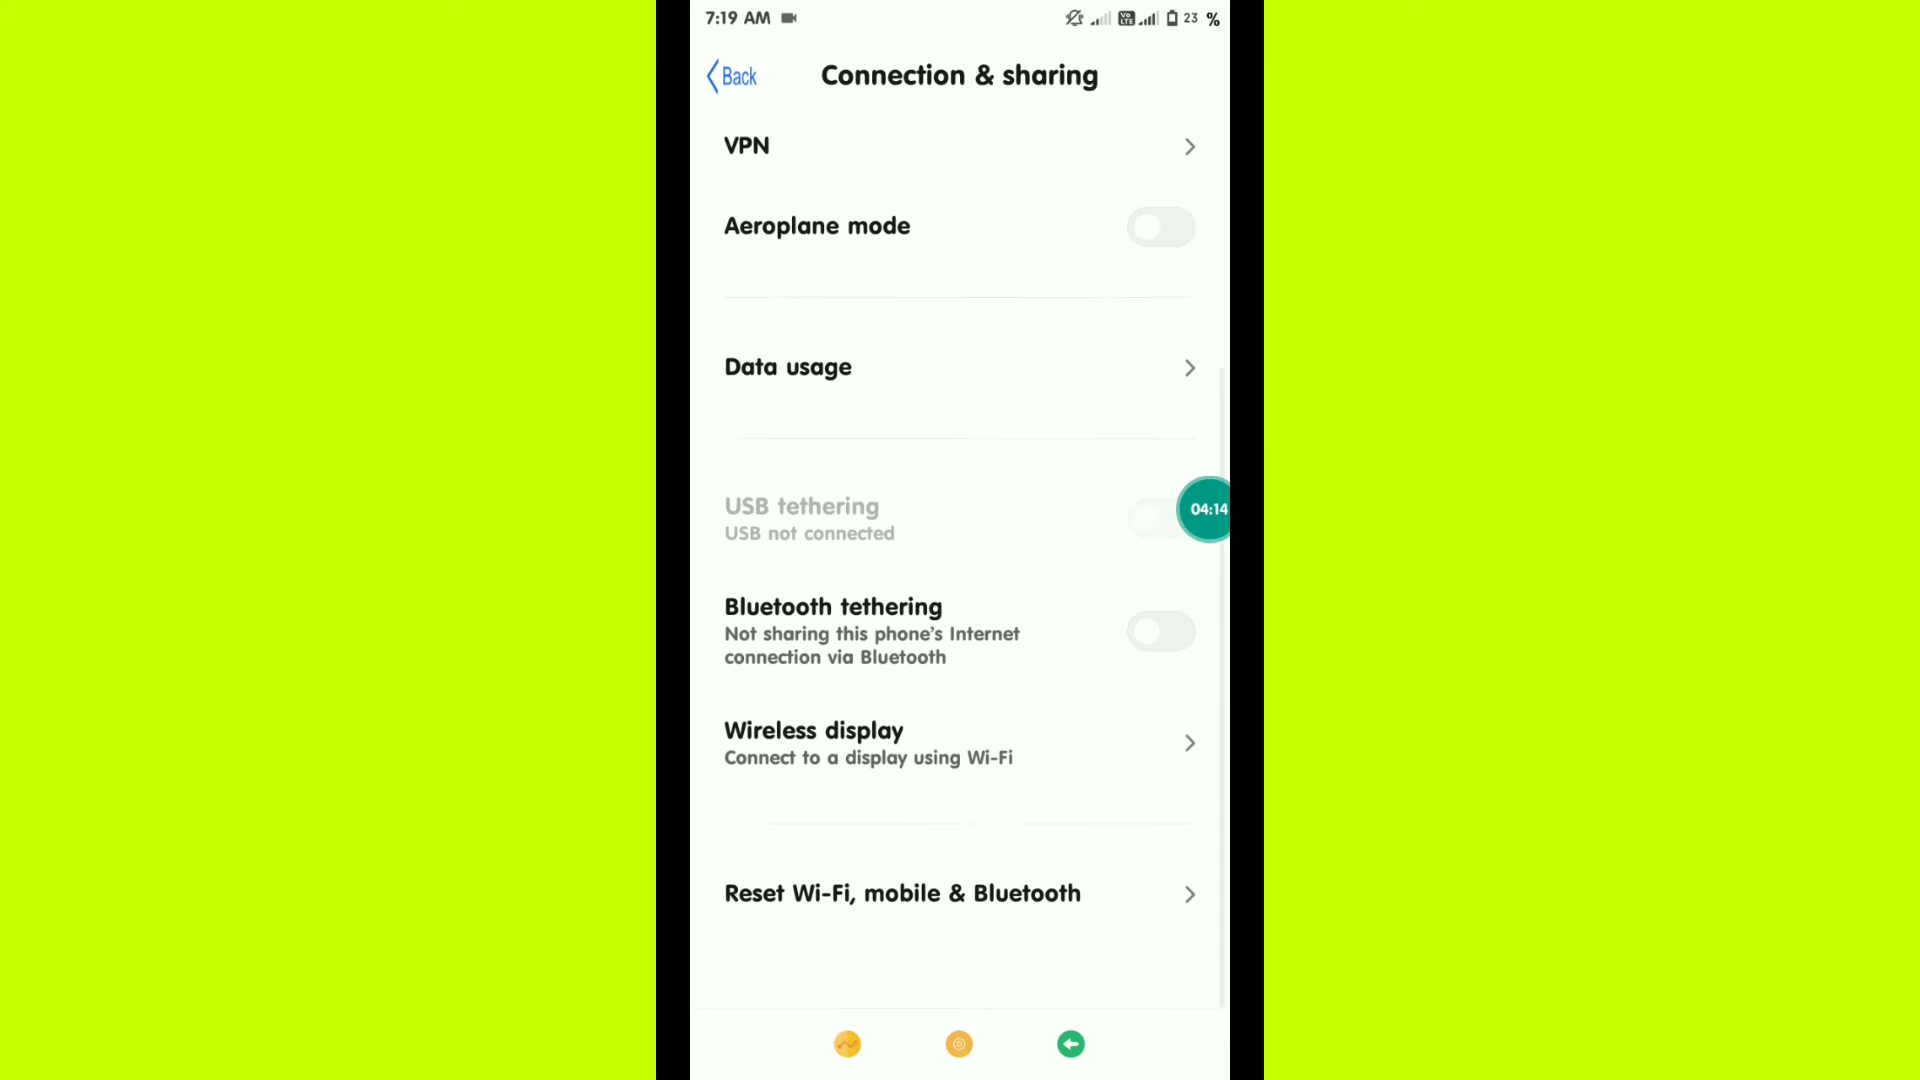 7:19 AM
Vo LTE
23 %
Back
Connection & sharing
VPN
Aeroplane mode
Data usage
USB tethering
USB not connected
04:14
Bluetooth tethering
Not sharing this phone's Internet
connection via Bluetooth
Wireless display
Connect to a display using Wi-Fi
Reset Wi-Fi, mobile & Bluetooth